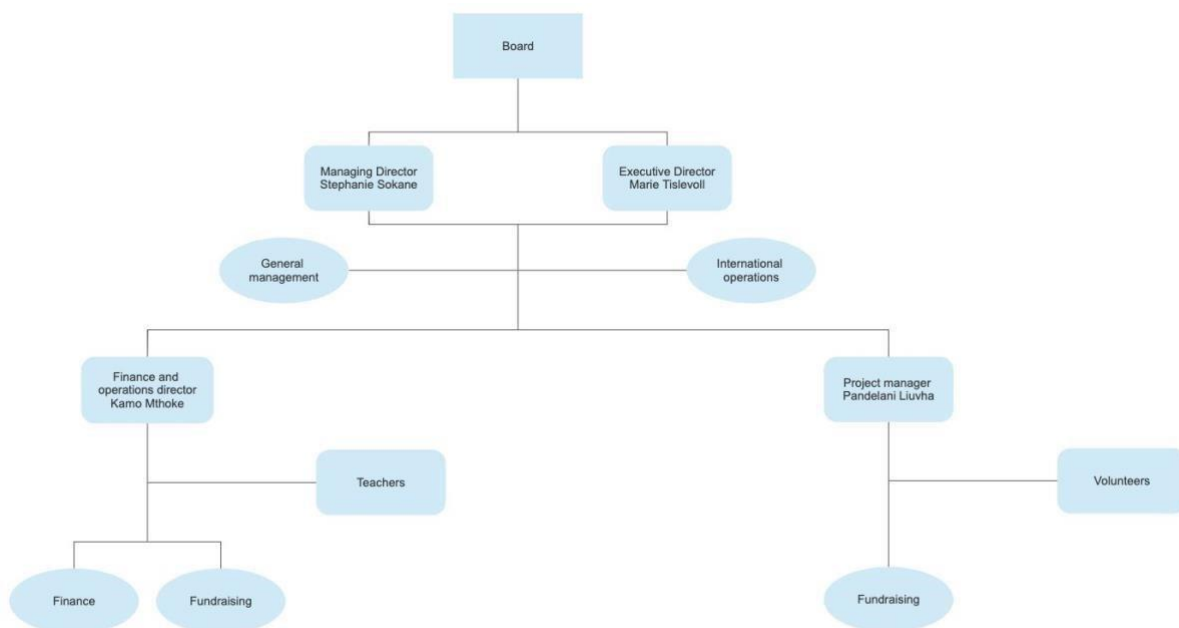 Board
Managing Director
Stephanie Sokane
Executive Director
Marie Tislevoll
General
management
International
operations
Finance and
operations director
Kamo Mthoke
Project manager
Pandelani Liuvha
Teachers
Volunteers
Finance
Fundraising
Fundraising